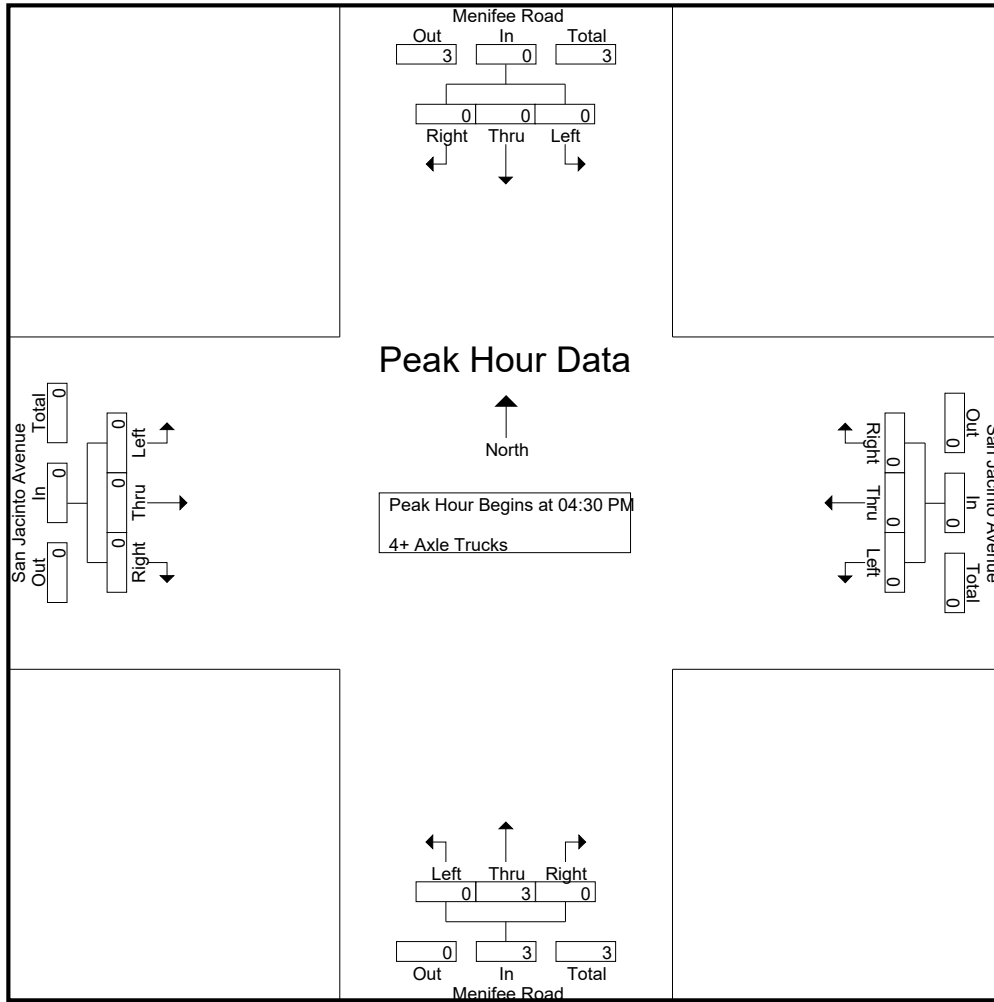 Menifee Road
Out In Total
3 0 3
0 0 0
Right Thru Left
Peak Hour Data
North
Peak Hour Begins at 04:30 PM
4+ Axle Trucks
San Jacinto Avenue
Total In Out
0 0 0
0 0 0
Left Thru Right
San Jacinto Avenue
Out In Total
0 0 0
0 0 0
Right Thru Left
Left Thru Right
0 3 0
0 3 3
Out In Total
Menifee Road